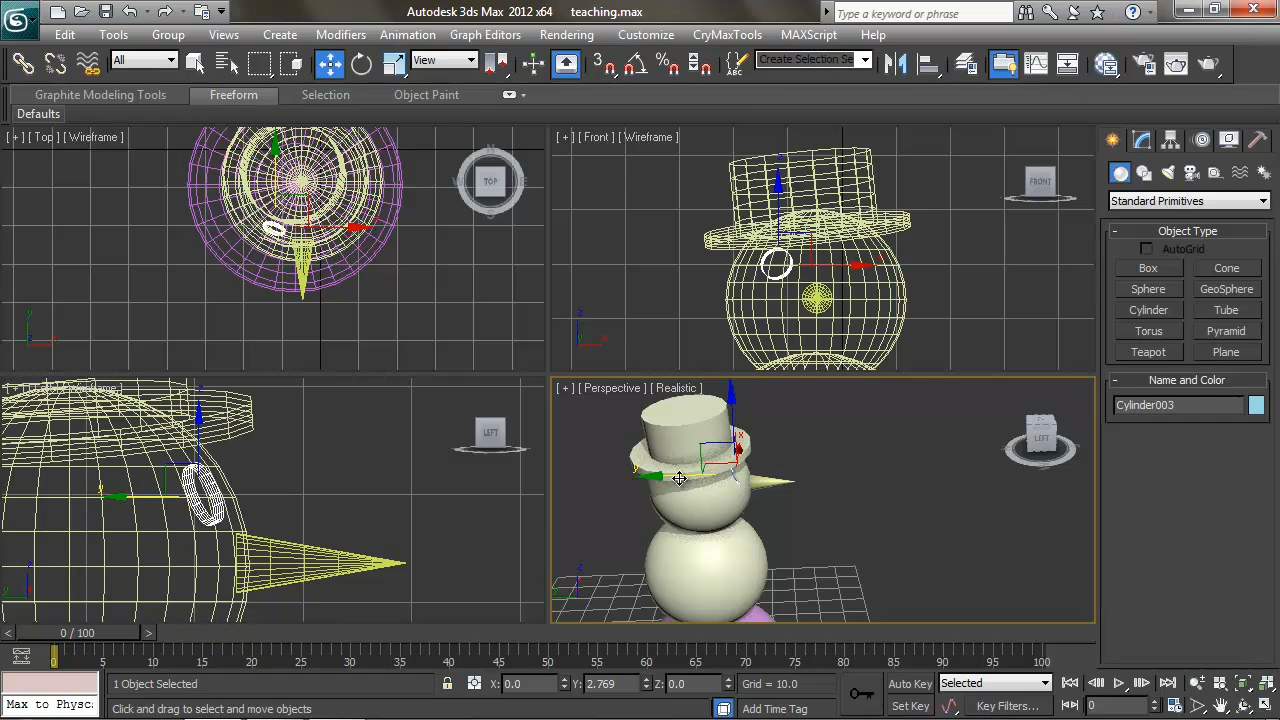 Autodesk 3ds Max 2012 x64 teaching.max
Type a keyword or phrase
Edit Tools Group Views Create Modifiers Animation Graph Editors Rendering Customize CryMaxTools MAXScript Help
All
View
3
Create Selection Se
Graphite Modeling Tools Freeform Selection Object Paint
Defaults
[ + ] [ Top ] [ Wireframe ]
TOP
[ + ] [ Front ] [ Wireframe ]
FRONT
LEFT
[ + ] [ Perspective ] [ Realistic ]
LEFT
Standard Primitives
Object Type
AutoGrid
Box Cone
Sphere GeoSphere
Cylinder Tube
Torus Pyramid
Teapot Plane
Name and Color
Cylinder003
0 / 100
0 5 10 15 20 25 30 35 40 45 50 55 60 65 70 75 80 85 90 95 100
1 Object Selected X: 0.0 Y: 2.769 Z: 0.0 Grid = 10.0 Auto Key Selected
Max to Physc Click and drag to select and move objects Add Time Tag Set Key Key Filters... 0